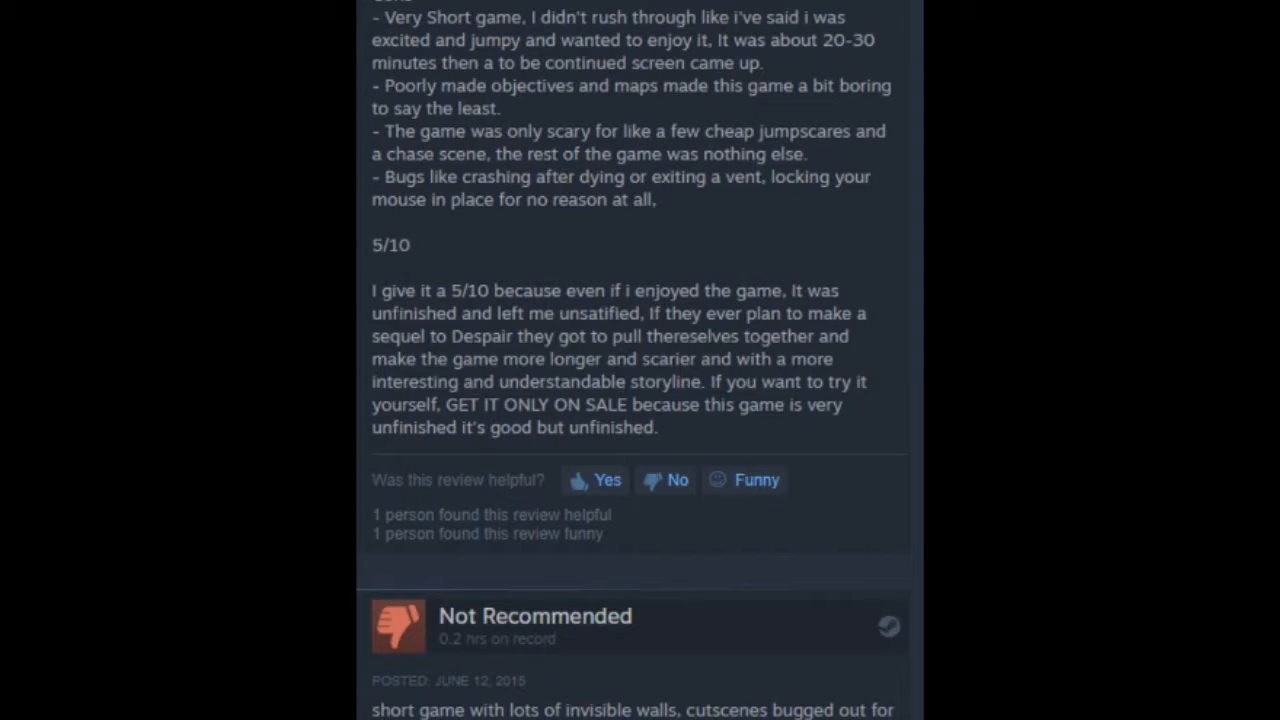 - Very Short game, I didn't rush through like i've said i was
excited and jumpy and wanted to enjoy it, It was about 20-30
minutes then a to be continued screen came up.
- Poorly made objectives and maps made this game a bit boring
to say the least.
- The game was only scary for like a few cheap jumpscares and
a chase scene, the rest of the game was nothing else.
- Bugs like crashing after dying or exiting a vent, locking your
mouse in place for no reason at all,
5/10
I give it a 5/10 because even if i enjoyed the game, It was
unfinished and left me unsatified, If they ever plan to make a
sequel to Despair they got to pull thereselves together and
make the game more longer and scarier and with a more
interesting and understandable storyline. If you want to try it
yourself, GET IT ONLY ON SALE because this game is very
unfinished it's good but unfinished.
Was this review helpful? Yes No Funny
1 person found this review helpful
1 person found this review funny
Not Recommended
0.2 hrs on record
POSTED: JUNE 12, 2015
short game with lots of invisible walls, cutscenes bugged out for